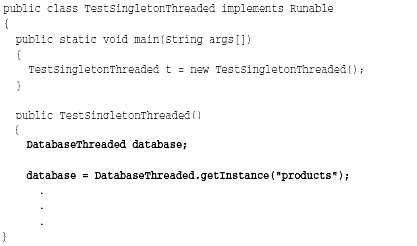 public class TestSingletonThreaded implements Runable
{
public static void main(String args[])
{
TestSingletonThreaded t = new TestSingletonThreaded();
}
public TestSingletonThreaded()
{
DatabaseThreaded database;
database = DatabaseThreaded.getInstance("products");
.
.
.
}